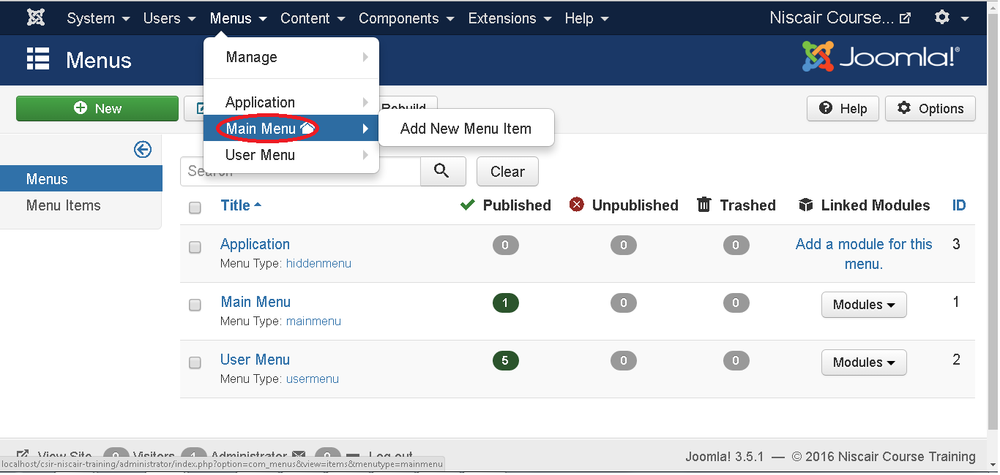 System Users Menus Content Components Extensions Help Niscair Course...
Menus Joomla!®
Manage
New Rebuild Help Options
Application
Main Menu Add New Menu Item
User Menu
Menus
Menu Items
Search Clear
Title Published Unpublished Trashed Linked Modules ID
Application 0 0 0 Add a module for this menu. 3
Menu Type: hiddenmenu
Main Menu 1 0 0 Modules 1
Menu Type: mainmenu
User Menu 5 0 0 Modules 2
Menu Type: usermenu
View Site 0 Visitors 1 Administrator 0 Log out Joomla! 3.5.1 — © 2016 Niscair Course Training
localhost/csir-niscair-training/administrator/index.php?option=com_menus&view=items&menutype=mainmenu